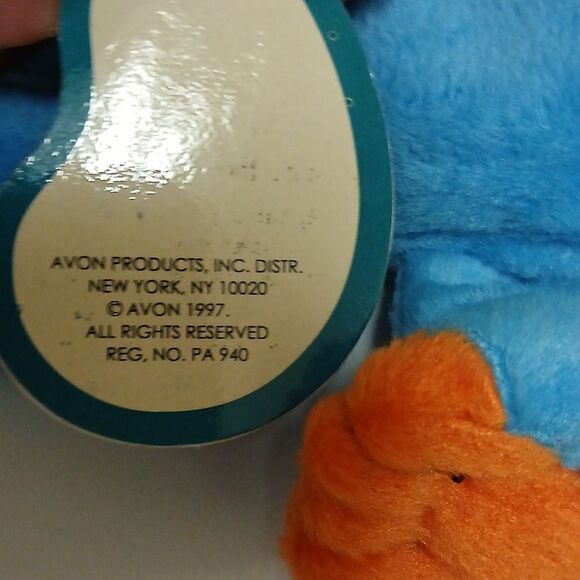 AVON PRODUCTS, INC. DISTR.
NEW YORK, NY 10020
© AVON 1997.
ALL RIGHTS RESERVED
REG, NO. PA 940